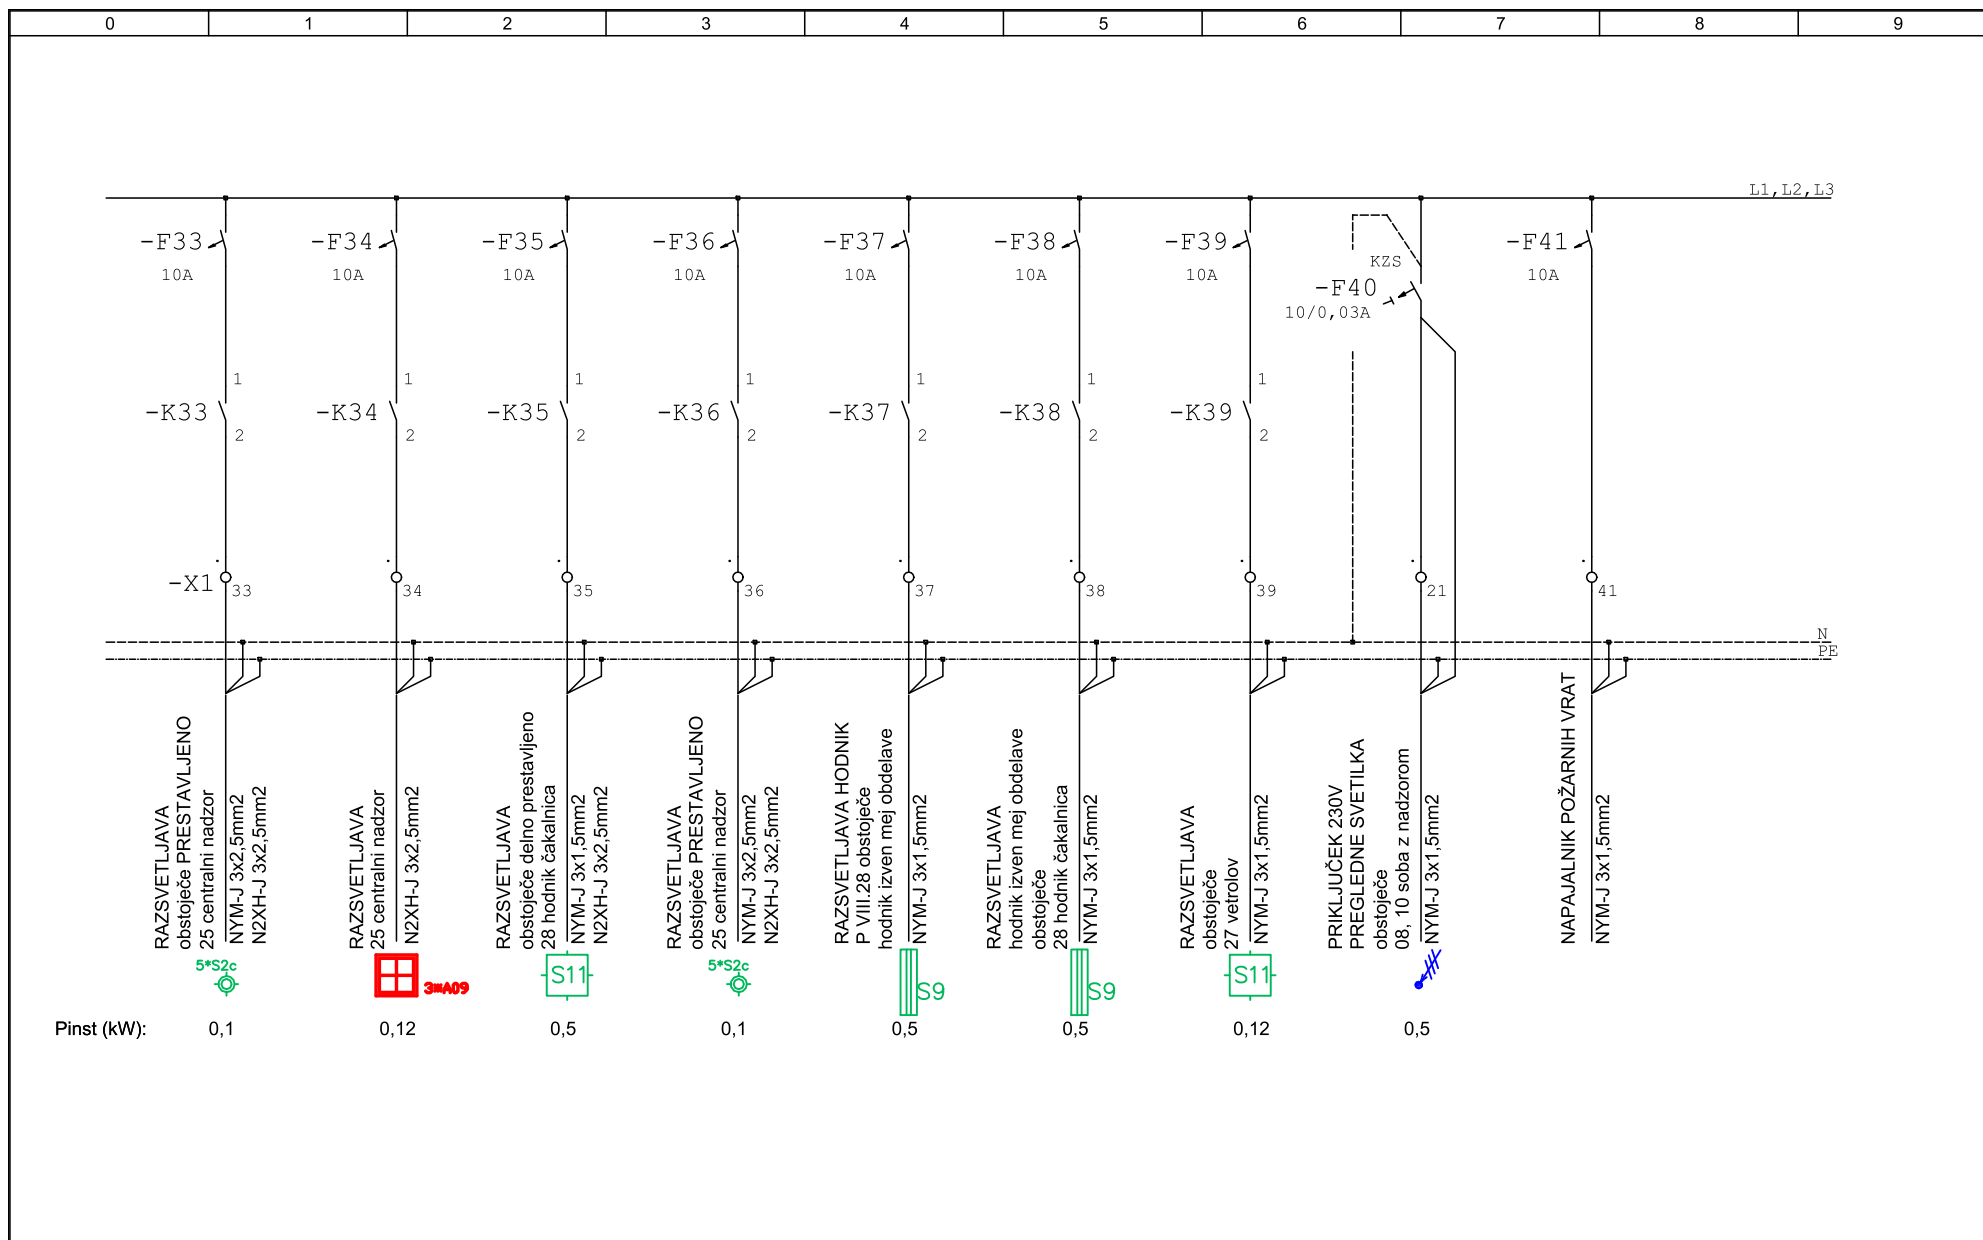 0 1 2 3 4 5 6 7 8 9
L1,L2,L3
-F33 -F34 -F35 -F36 -F37 -F38 -F39 -F41
10A 10A 10A 10A 10A 10A 10A 10A
KZS
-F40
10/0,03A
1 1 1 1 1 1 1
-K33 -K34 -K35 -K36 -K37 -K38 -K39
2 2 2 2 2 2 2
-X1 33 34 35 36 37 38 39 21 41
N
PE
RAZSVETLJAVA
obstoječe PRESTAVLJENO
25 centralni nadzor
NYM-J 3x2,5mm2
N2XH-J 3x2,5mm2
RAZSVETLJAVA
25 centralni nadzor
N2XH-J 3x2,5mm2
RAZSVETLJAVA
obstoječe delno prestavljeno
28 hodnik čakalnica
NYM-J 3x1,5mm2
N2XH-J 3x2,5mm2
RAZSVETLJAVA
obstoječe PRESTAVLJENO
25 centralni nadzor
NYM-J 3x2,5mm2
N2XH-J 3x2,5mm2
RAZSVETLJAVA HODNIK
P VIII.28 obstoječe
hodnik izven mej obdelave
NYM-J 3x1,5mm2
RAZSVETLJAVA
hodnik izven mej obdelave
obstoječe
28 hodnik čakalnica
NYM-J 3x1,5mm2
RAZSVETLJAVA
obstoječe
27 vetrolov
NYM-J 3x1,5mm2
PRIKLJUČEK 230V
PREGLEDNE SVETILKA
obstoječe
08, 10 soba z nadzorom
NYM-J 3x1,5mm2
NAPAJALNIK POŽARNIH VRAT
NYM-J 3x1,5mm2
5*S2c 3*A09 S11 5*S2c S9 S9 S11
Pinst (kW): 0,1 0,12 0,5 0,1 0,5 0,5 0,12 0,5